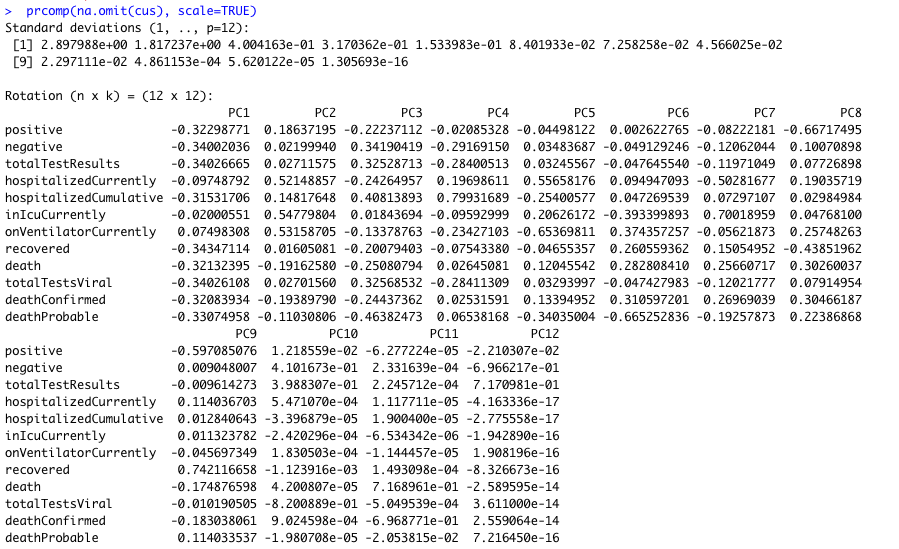 >  prcomp(na.omit(cus), scale=TRUE)
Standard deviations (1, .., p=12):
 [1] 2.897988e+00 1.817237e+00 4.004163e-01 3.170362e-01 1.533983e-01 8.401933e-02 7.258258e-02 4.566025e-02
 [9] 2.297111e-02 4.861153e-04 5.620122e-05 1.305693e-16

Rotation (n x k) = (12 x 12):
                              PC1         PC2         PC3         PC4         PC5          PC6         PC7         PC8
positive              -0.32298771  0.18637195 -0.22237112 -0.02085328 -0.04498122  0.002622765 -0.08222181 -0.66717495
negative              -0.34002036  0.02199940  0.34190419 -0.29169150  0.03483687 -0.049129246 -0.12062044  0.10070898
totalTestResults      -0.34026665  0.02711575  0.32528713 -0.28400513  0.03245567 -0.047645540 -0.11971049  0.07726898
hospitalizedCurrently -0.09748792  0.52148857 -0.24264957  0.19698611  0.55658176  0.094947093 -0.50281677  0.19035719
hospitalizedCumulative -0.31531706  0.14817648  0.40813893  0.79931689 -0.25400577  0.047269539  0.07297107  0.02984984
inIcuCurrently        -0.02000551  0.54779804  0.01843694 -0.09592999  0.20626172 -0.393399893  0.70018959  0.04768100
onVentilatorCurrently  0.07498308  0.53158705 -0.13378763 -0.23427103 -0.65369811  0.374357257 -0.05621873  0.25748263
recovered             -0.34347114  0.01605081 -0.20079403 -0.07543380 -0.04655357  0.260559362  0.15054952 -0.43851962
death                 -0.32132395 -0.19162580 -0.25080794  0.02645081  0.12045542  0.282808410  0.25660717  0.30260037
totalTestsViral       -0.34026108  0.02701560  0.32568532 -0.28411309  0.03293997 -0.047427983 -0.12021777  0.07914954
deathConfirmed        -0.32083934 -0.19389790 -0.24437362  0.02531591  0.13394952  0.310597201  0.26969039  0.30466187
deathProbable         -0.33074958 -0.11030806 -0.46382473  0.06538168 -0.34035004 -0.665252836 -0.19257873  0.22386868
                               PC9          PC10          PC11          PC12
positive              -0.597085076  1.218559e-02 -6.277224e-05 -2.210307e-02
negative               0.009048007  4.101673e-01  2.331639e-04 -6.966217e-01
totalTestResults      -0.009614273  3.988307e-01  2.245712e-04  7.170981e-01
hospitalizedCurrently  0.114036703  5.471070e-04  1.117711e-05 -4.163336e-17
hospitalizedCumulative  0.012840643 -3.396879e-05  1.900400e-05 -2.775558e-17
inIcuCurrently         0.011323782 -2.420296e-04 -6.534342e-06 -1.942890e-16
onVentilatorCurrently -0.045697349  1.830503e-04 -1.144457e-05  1.908196e-16
recovered              0.742116658 -1.123916e-03  1.493098e-04 -8.326673e-16
death                 -0.174876598  4.200807e-05  7.168961e-01 -2.589595e-14
totalTestsViral       -0.010190505 -8.200889e-01 -5.049539e-04  3.611000e-14
deathConfirmed        -0.183038061  9.024598e-04 -6.968771e-01  2.559064e-14
deathProbable          0.114033537 -1.980708e-05 -2.053815e-02  7.216450e-16